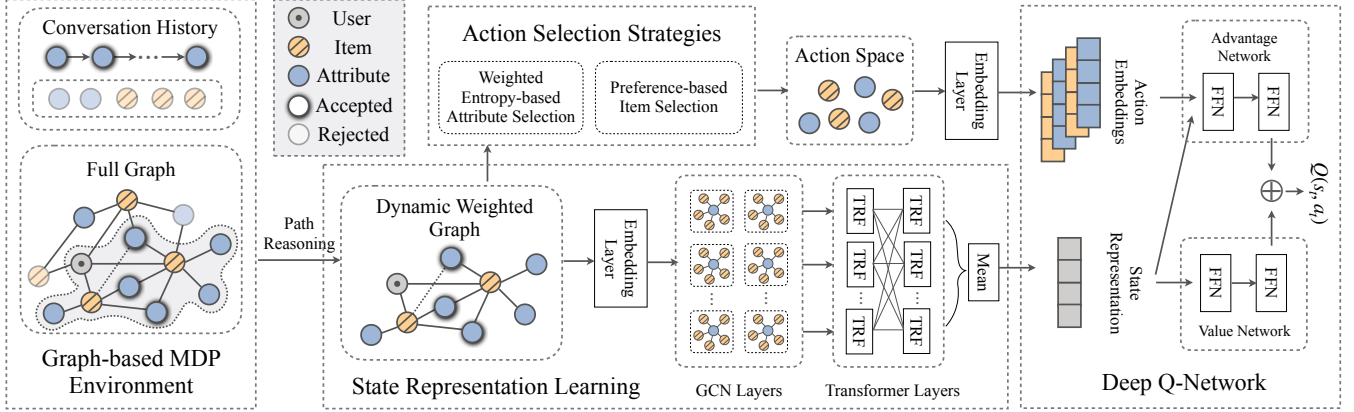 Conversation History
...
Full Graph
Graph-based MDP
Environment
User
Item
Attribute
Accepted
Rejected
Path
Reasoning
Action Selection Strategies
Weighted
Entropy-based
Attribute Selection
Preference-based
Item Selection
Action Space
Embedding
Layer
Dynamic Weighted
Graph
Embedding
Layer
...
...
GCN Layers
TRF
TRF
TRF
TRF
...
...
TRF
TRF
Transformer Layers
Mean
State Representation Learning
Action
Embeddings
State
Representation
Advantage
Network
FFN
FFN
Q(st, at)
FFN
FFN
Value Network
Deep Q-Network